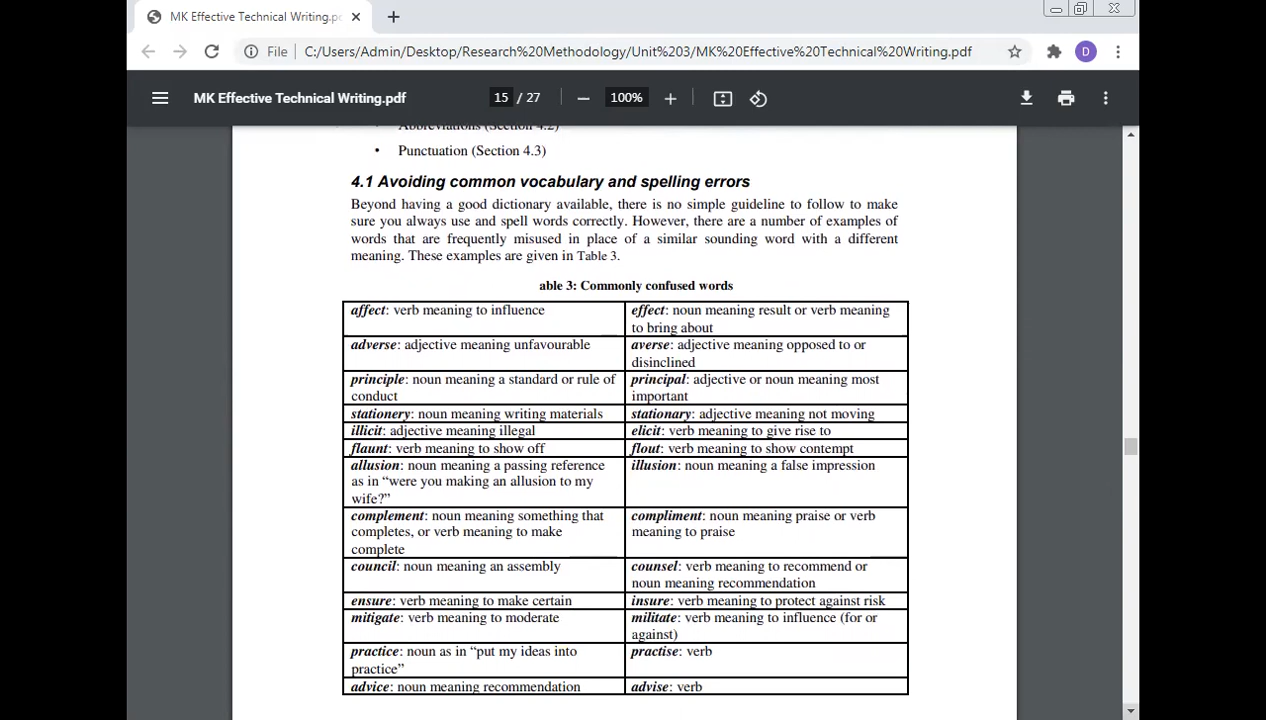 MK Effective Technical Writing.pd
File
C:/Users/Admin/Desktop/Research%20Methodology/Unit%203/MK%20Effective%20Technical%20Writing.pdf
D
MK Effective Technical Writing.pdf
15 / 27
100%
• Abbreviations (Section 4.2)
• Punctuation (Section 4.3)
4.1 Avoiding common vocabulary and spelling errors
Beyond having a good dictionary available, there is no simple guideline to follow to make
sure you always use and spell words correctly. However, there are a number of examples of
words that are frequently misused in place of a similar sounding word with a different
meaning. These examples are given in Table 3.
able 3: Commonly confused words
affect: verb meaning to influence
effect: noun meaning result or verb meaning
to bring about
adverse: adjective meaning unfavourable
averse: adjective meaning opposed to or
disinclined
principle: noun meaning a standard or rule of
conduct
principal: adjective or noun meaning most
important
stationery: noun meaning writing materials
stationary: adjective meaning not moving
illicit: adjective meaning illegal
elicit: verb meaning to give rise to
flaunt: verb meaning to show off
flout: verb meaning to show contempt
allusion: noun meaning a passing reference
as in “were you making an allusion to my
wife?”
illusion: noun meaning a false impression
complement: noun meaning something that
completes, or verb meaning to make
complete
compliment: noun meaning praise or verb
meaning to praise
council: noun meaning an assembly
counsel: verb meaning to recommend or
noun meaning recommendation
ensure: verb meaning to make certain
insure: verb meaning to protect against risk
mitigate: verb meaning to moderate
militate: verb meaning to influence (for or
against)
practice: noun as in “put my ideas into
practice”
practise: verb
advice: noun meaning recommendation
advise: verb